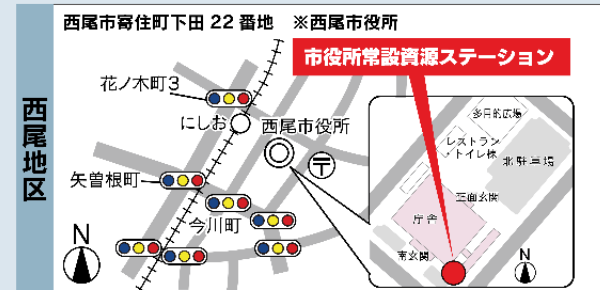 西尾市寄住町下田 22 番地　※西尾市役所
市役所常設資源ステーション
西尾地区
花ノ木町3
にしお
西尾市役所
〒
矢曽根町
今川町
N
多目的広場
レストラン
・トイレ棟
北駐車場
正面玄関
庁舎
南玄関
N